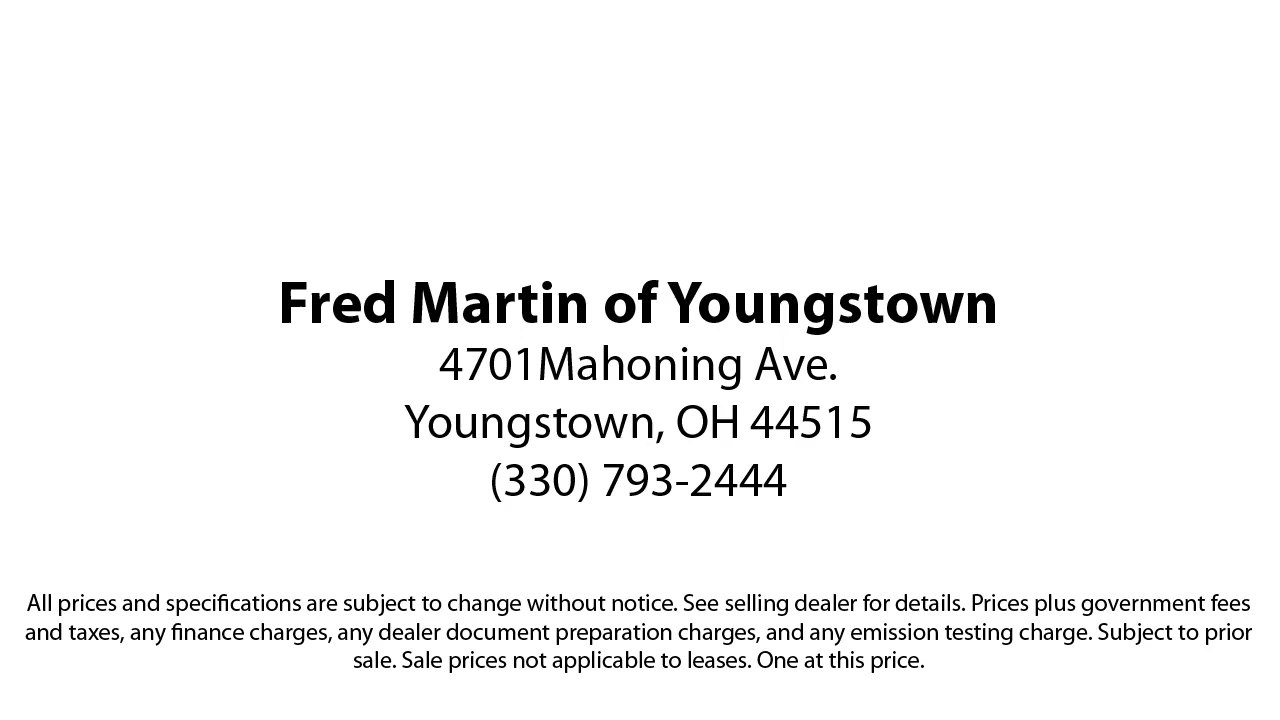 Fred Martin of Youngstown
4701Mahoning Ave.
Youngstown, OH 44515
(330) 793-2444
All prices and specifications are subject to change without notice. See selling dealer for details. Prices plus government fees
and taxes, any finance charges, any dealer document preparation charges, and any emission testing charge. Subject to prior
sale. Sale prices not applicable to leases. One at this price.